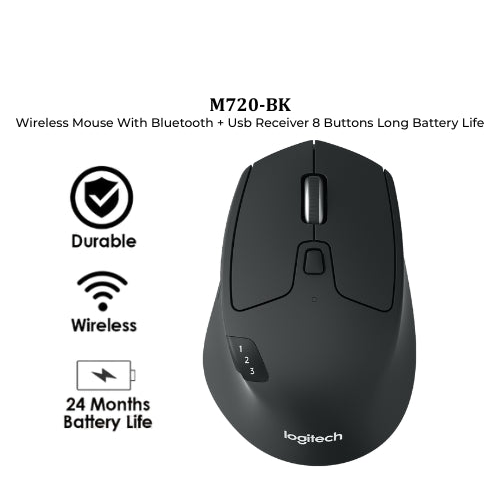 M720-BK
Wireless Mouse With Bluetooth + Usb Receiver 8 Buttons Long Battery Life
Durable
Wireless
24 Months
Battery Life
1
2
3
logitech